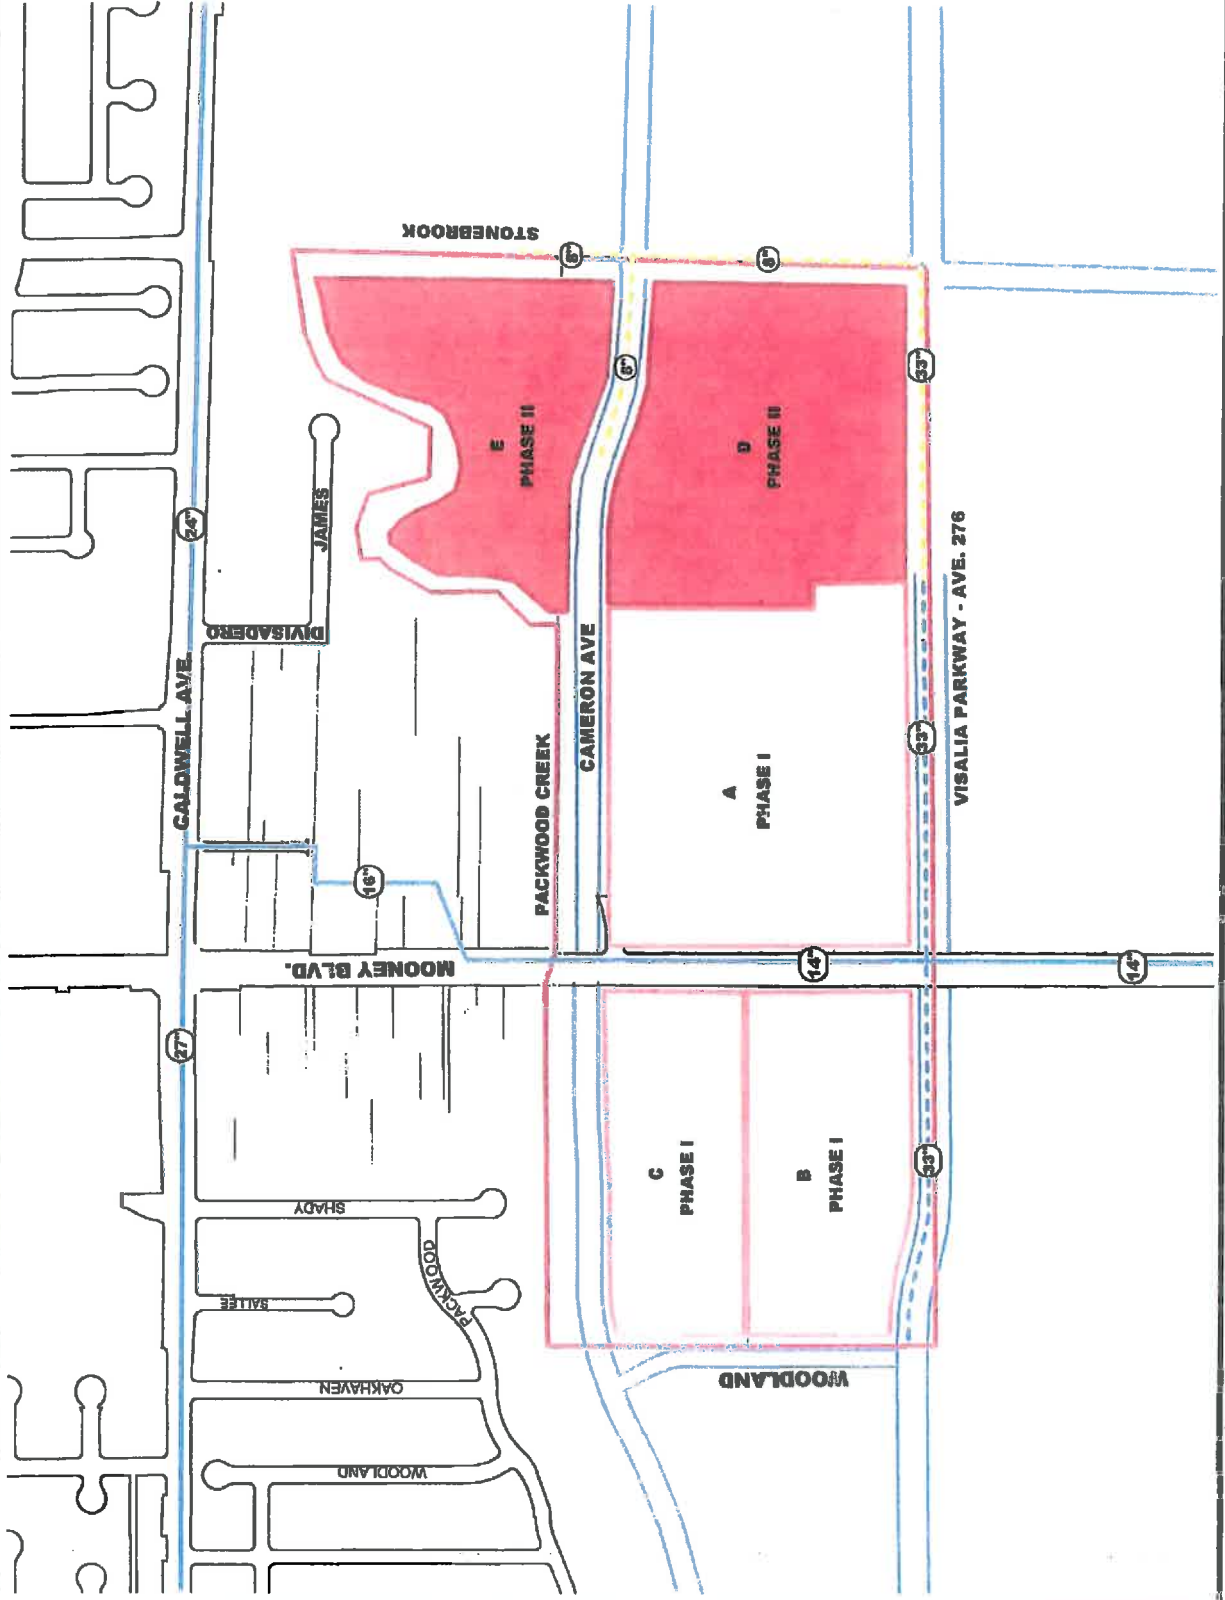 CALDWELL AVE.
24"
27"
DIVISADERO
JAMES
16"
MOONEY BLVD.
SHADY
SALLEE
PACKWOOD
OAKHAVEN
WOODLAND
STONEBROOK
8"
E
PHASE II
8"
8"
D
PHASE II
33"
PACKWOOD CREEK
CAMERON AVE
A
PHASE I
33"
VISALIA PARKWAY - AVE. 276
14"
14"
C
PHASE I
B
PHASE I
33"
WOODLAND